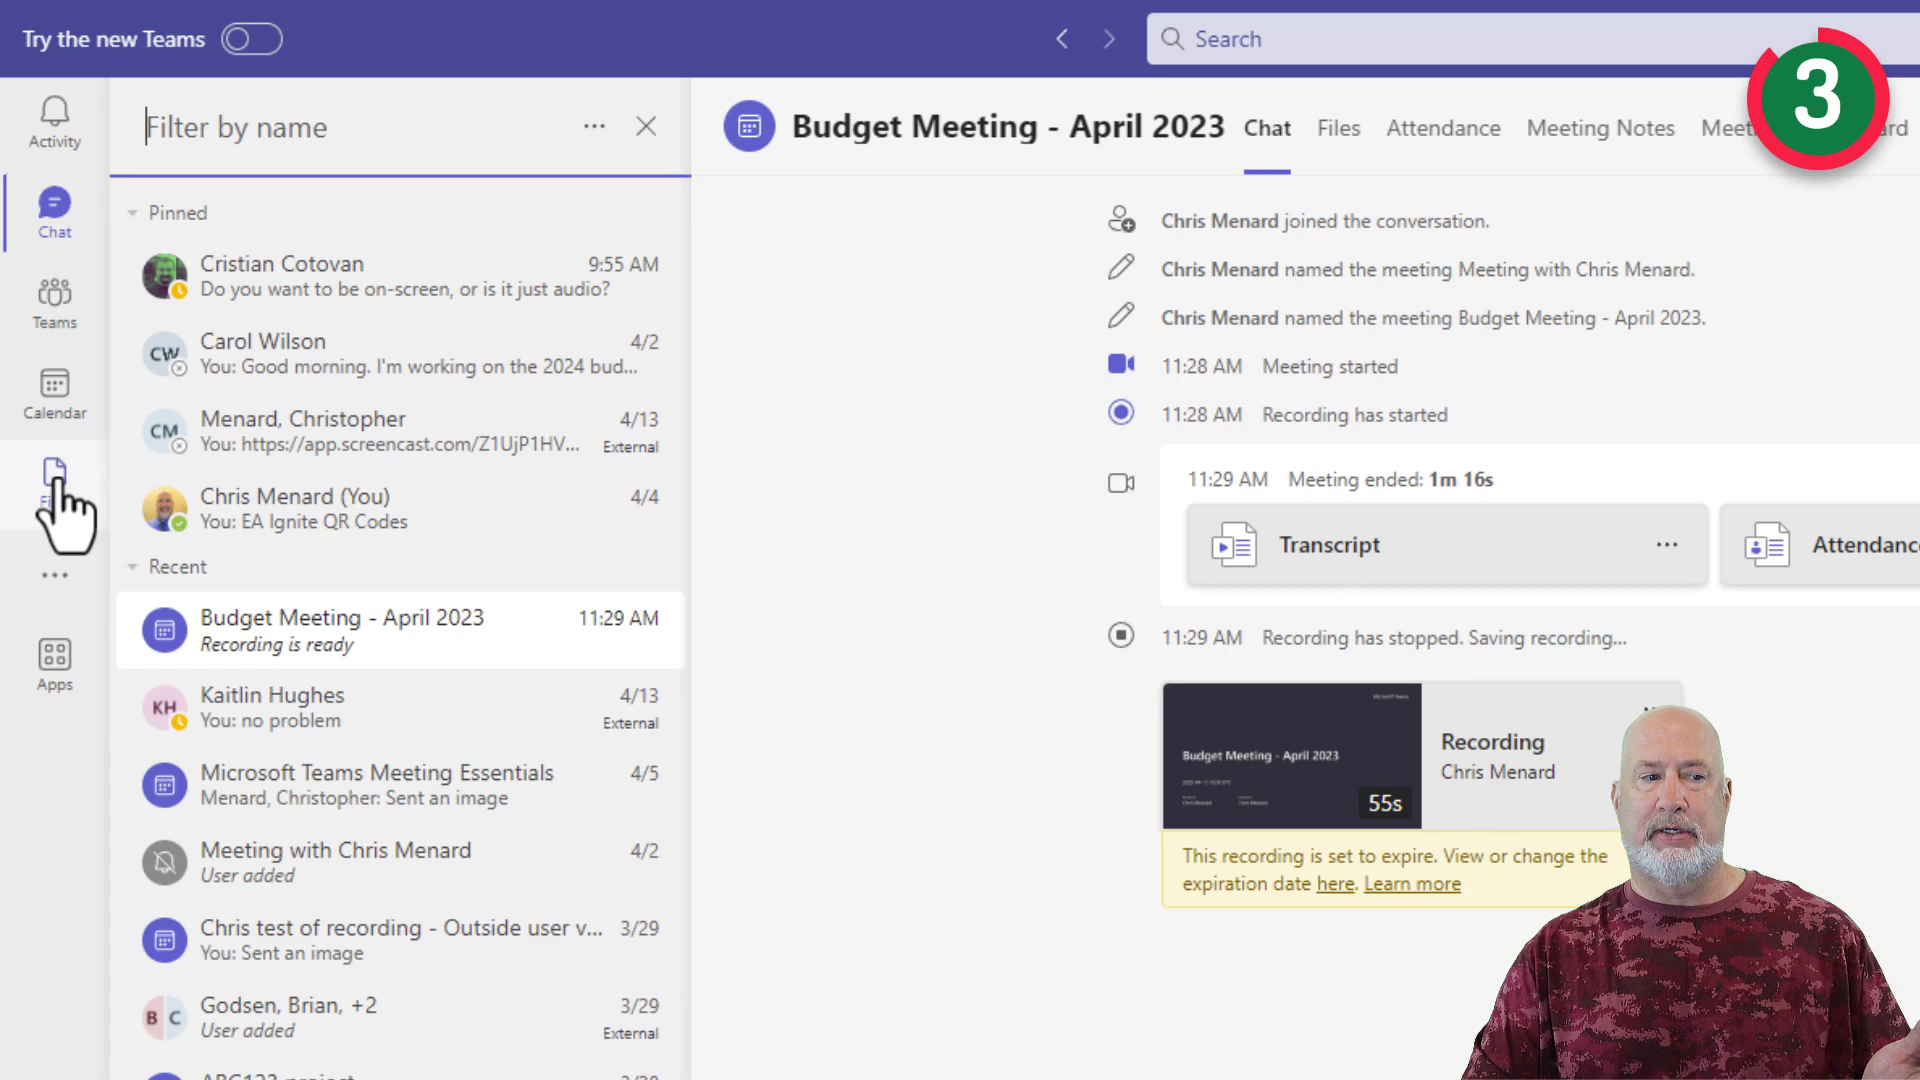 Try the new Teams
Search
3
Activity
Chat
Teams
Calendar
Apps
Filter by name
Pinned
Cristian Cotovan 9:55 AM
Do you want to be on-screen, or is it just audio?
CW
Carol Wilson 4/2
You: Good morning. I'm working on the 2024 bud...
CM
Menard, Christopher 4/13
You: https://app.screencast.com/Z1UjP1HV... External
Chris Menard (You) 4/4
You: EA Ignite QR Codes
Recent
Budget Meeting - April 2023 11:29 AM
Recording is ready
KH
Kaitlin Hughes 4/13
You: no problem External
Microsoft Teams Meeting Essentials 4/5
Menard, Christopher: Sent an image
Meeting with Chris Menard 4/2
User added
Chris test of recording - Outside user v... 3/29
You: Sent an image
B C
Godsen, Brian, +2 3/29
User added External
Budget Meeting - April 2023 Chat Files Attendance Meeting Notes
Chris Menard joined the conversation.
Chris Menard named the meeting Meeting with Chris Menard.
Chris Menard named the meeting Budget Meeting - April 2023.
11:28 AM Meeting started
11:28 AM Recording has started
11:29 AM Meeting ended: 1m 16s
Transcript ...
Attendanc
11:29 AM Recording has stopped. Saving recording...
Budget Meeting - April 2023
55s
Recording
Chris Menard
This recording is set to expire. View or change the
expiration date here. Learn more